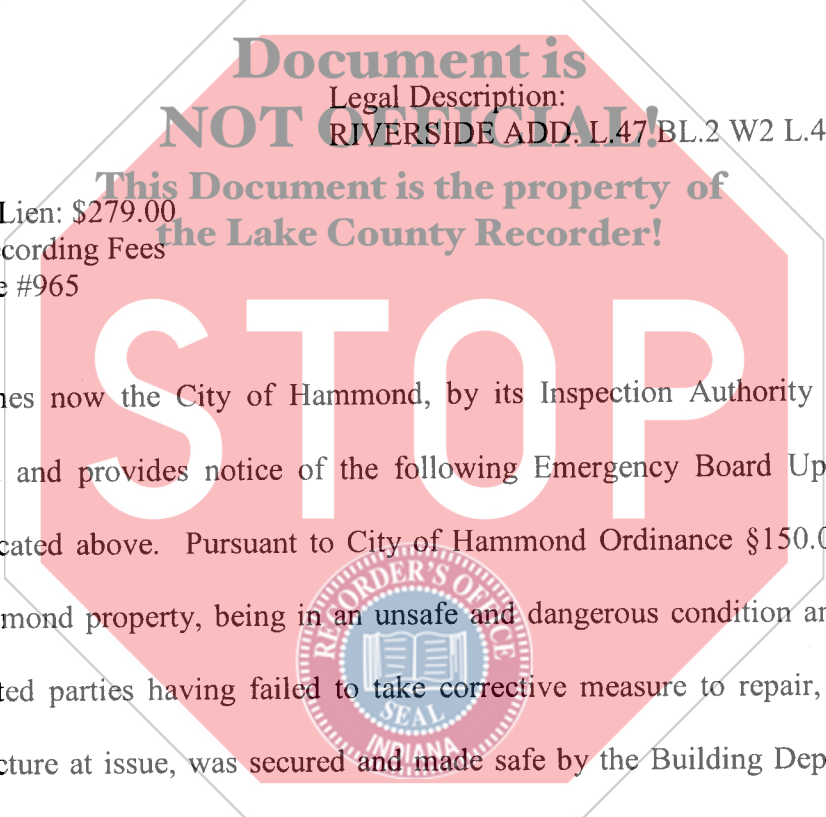 Document is
Legal Description:
NOT OFFICIAL!
RIVERSIDE ADD. L.47 BL.2 W2 L.4
This Document is the property of
Lien: $279.00
the Lake County Recorder!
cording Fees
e #965
STOP
nes now the City of Hammond, by its Inspection Authority
and provides notice of the following Emergency Board Up
cated above. Pursuant to City of Hammond Ordinance §150.0
RECORDER'S OFFICE
mond property, being in an unsafe and dangerous condition an
ted parties having failed to take corrective measure to repair,
SEAL
INDIANA
cture at issue, was secured and made safe by the Building Dep